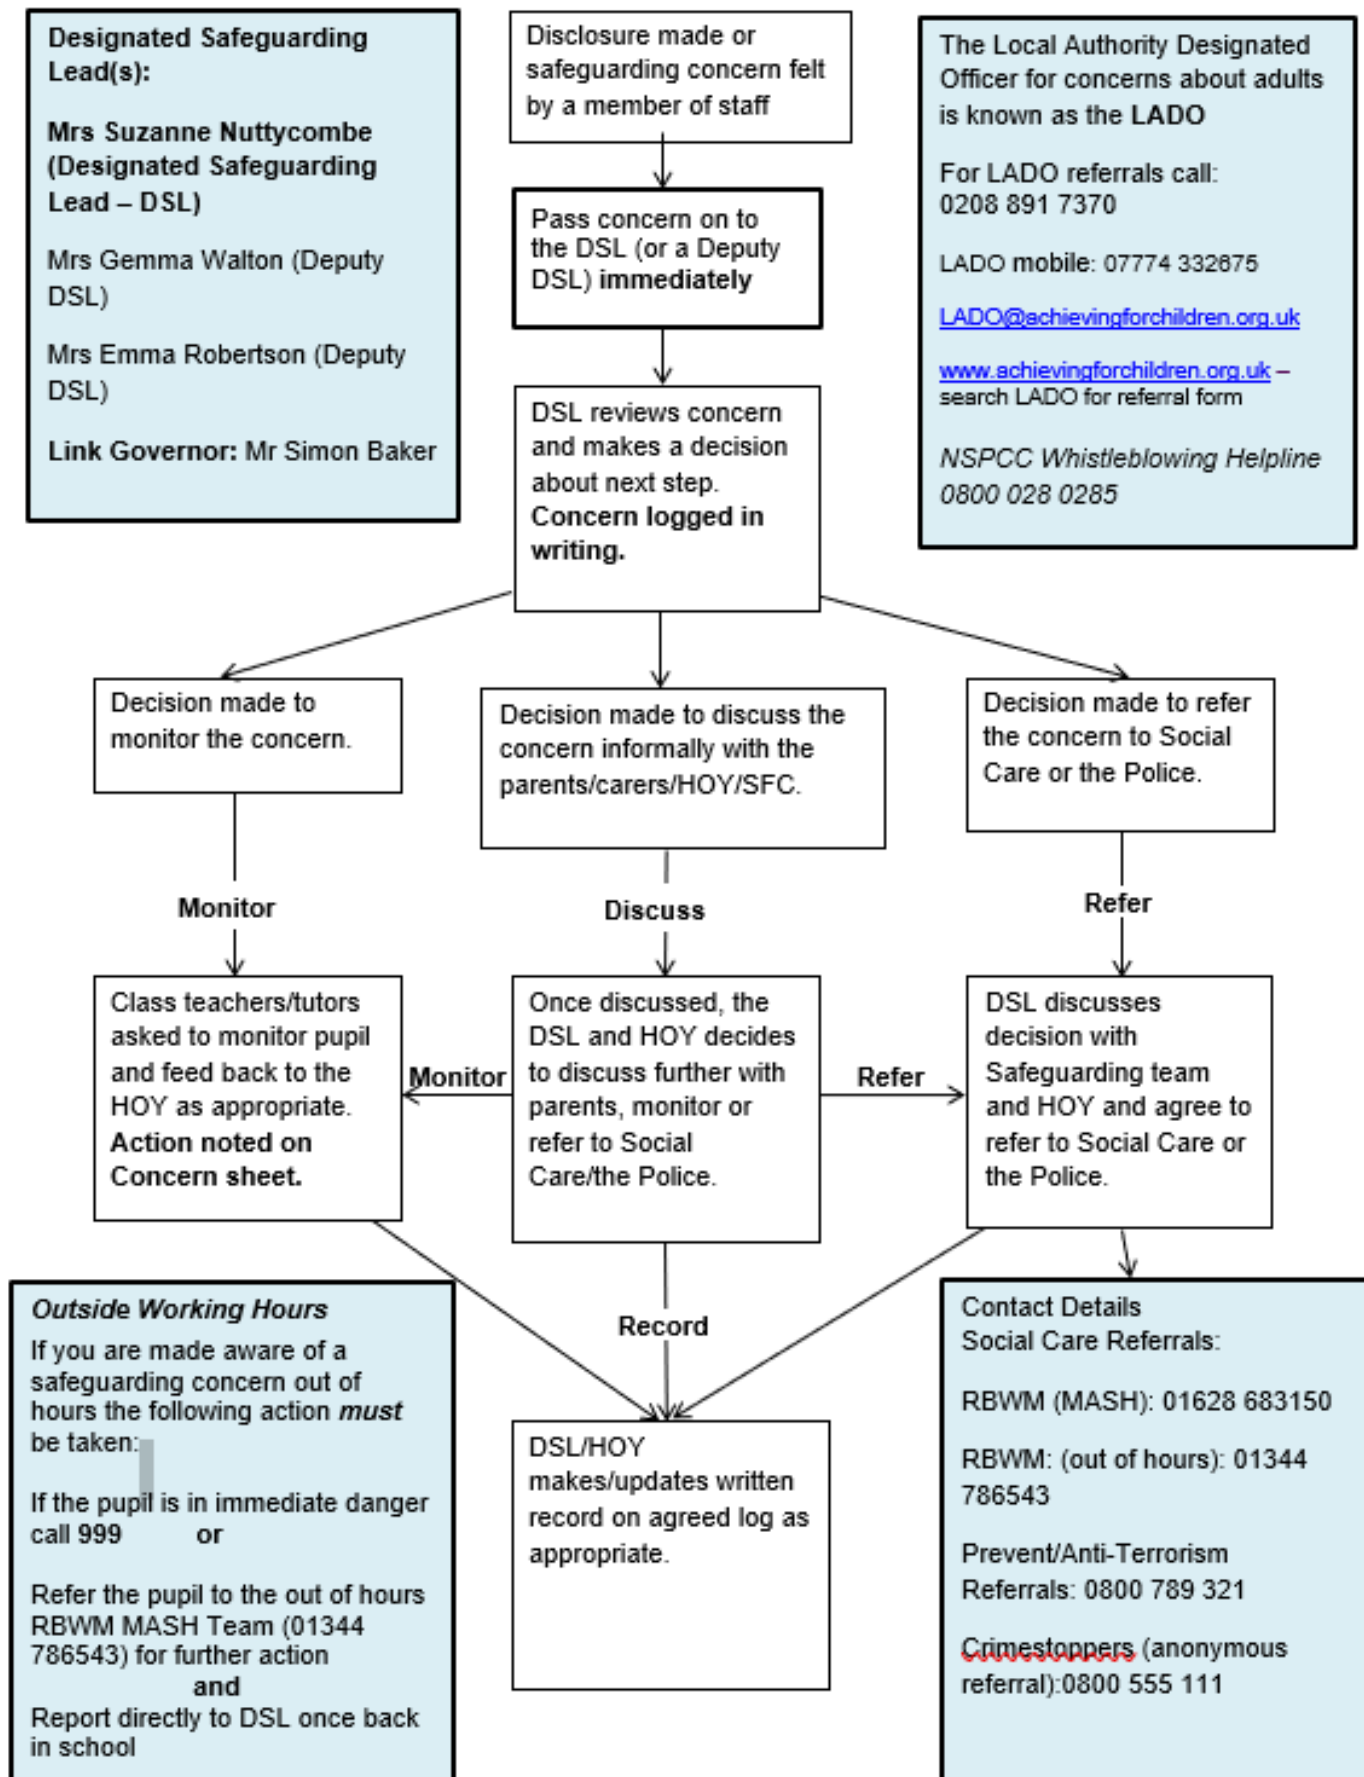 Designated Safeguarding
Lead(s):
Mrs Suzanne Nuttycombe
(Designated Safeguarding
Lead – DSL)
Mrs Gemma Walton (Deputy
DSL)
Mrs Emma Robertson (Deputy
DSL)
Link Governor: Mr Simon Baker
Disclosure made or
safeguarding concern felt
by a member of staff
The Local Authority Designated
Officer for concerns about adults
is known as the LADO
For LADO referrals call:
0208 891 7370
LADO mobile: 07774 332675
LADO@achievingforchildren.org.uk
www.achievingforchildren.org.uk –
search LADO for referral form
NSPCC Whistleblowing Helpline
0800 028 0285
Pass concern on to
the DSL (or a Deputy
DSL) immediately
DSL reviews concern
and makes a decision
about next step.
Concern logged in
writing.
Decision made to
monitor the concern.
Decision made to discuss the
concern informally with the
parents/carers/HOY/SFC.
Decision made to refer
the concern to Social
Care or the Police.
Monitor
Discuss
Refer
Class teachers/tutors
asked to monitor pupil
and feed back to the
HOY as appropriate.
Action noted on
Concern sheet.
Monitor
Once discussed, the
DSL and HOY decides
to discuss further with
parents, monitor or
refer to Social
Care/the Police.
Refer
DSL discusses
decision with
Safeguarding team
and HOY and agree to
refer to Social Care or
the Police.
Outside Working Hours
If you are made aware of a
safeguarding concern out of
hours the following action must
be taken:
If the pupil is in immediate danger
call 999 or
Refer the pupil to the out of hours
RBWM MASH Team (01344
786543) for further action
and
Report directly to DSL once back
in school
Record
DSL/HOY
makes/updates written
record on agreed log as
appropriate.
Contact Details
Social Care Referrals:
RBWM (MASH): 01628 683150
RBWM: (out of hours): 01344
786543
Prevent/Anti-Terrorism
Referrals: 0800 789 321
Crimestoppers (anonymous
referral):0800 555 111